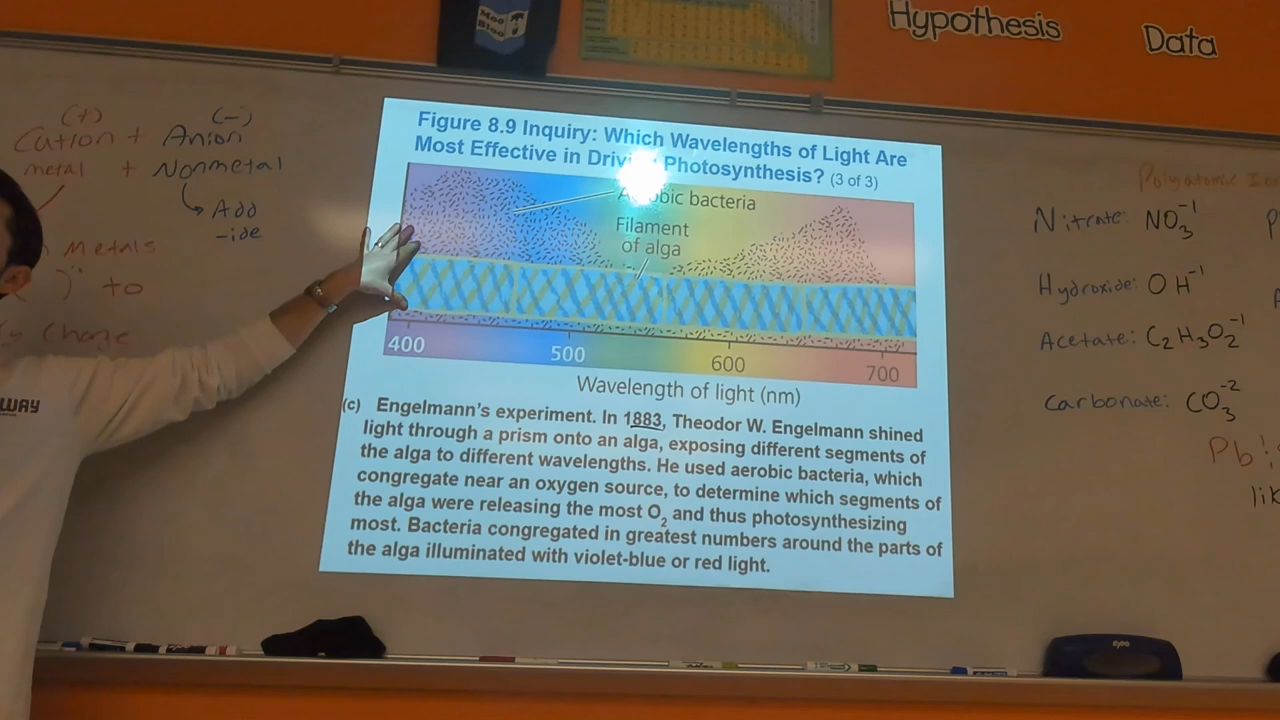 Moo
Bloo
Hypothesis
Data
(+) (-)
Cation + Anion
metal + Nonmetal
Add
-ide
Metals
( )" to
Charge
WAY
Figure 8.9 Inquiry: Which Wavelengths of Light Are
Most Effective in Photosynthesis? (3 of 3)
bacteria
Filament
of alga
400 500 600 700
Wavelength of light (nm)
(c) Engelmann's experiment. In 1883, Theodor W. Engelmann shined
light through a prism onto an alga, exposing different segments of
the alga to different wavelengths. He used aerobic bacteria, which
congregate near an oxygen source, to determine which segments of
the alga were releasing the most O2 and thus photosynthesizing
most. Bacteria congregated in greatest numbers around the parts of
the alga illuminated with violet-blue or red light.
Polyatomic
Nitrate: NO3-1
Hydroxide: OH-1
Acetate: C2H3O2-1
Carbonate: CO3-2
Pb
expo